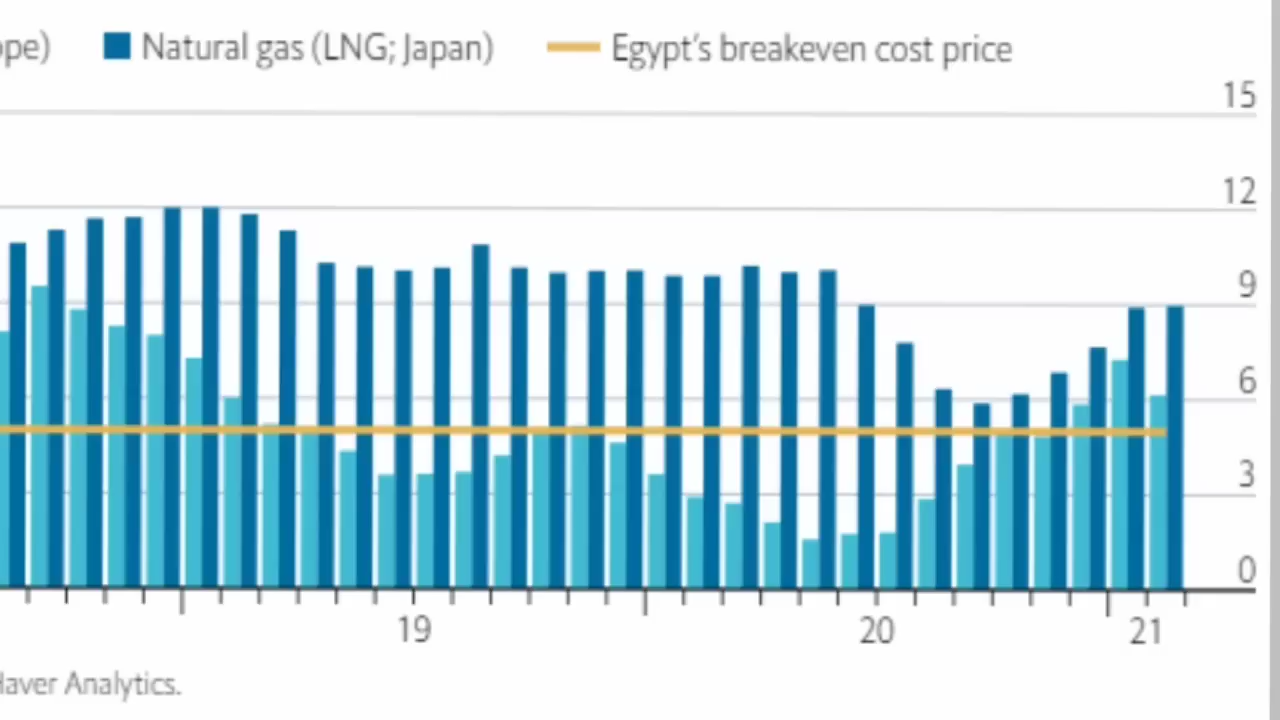 ope) Natural gas (LNG; Japan) Egypt's breakeven cost price
15
12
9
6
3
0
19 20 21
Haver Analytics.